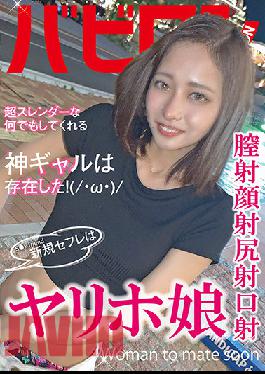 バビロン
超スレンダーな
何でもしてくれる
神ギャルは
存在した!(/・ω・)/
新規セフレは
膣射顔射尻射口射
ヤリホ娘
Woman to mate soon